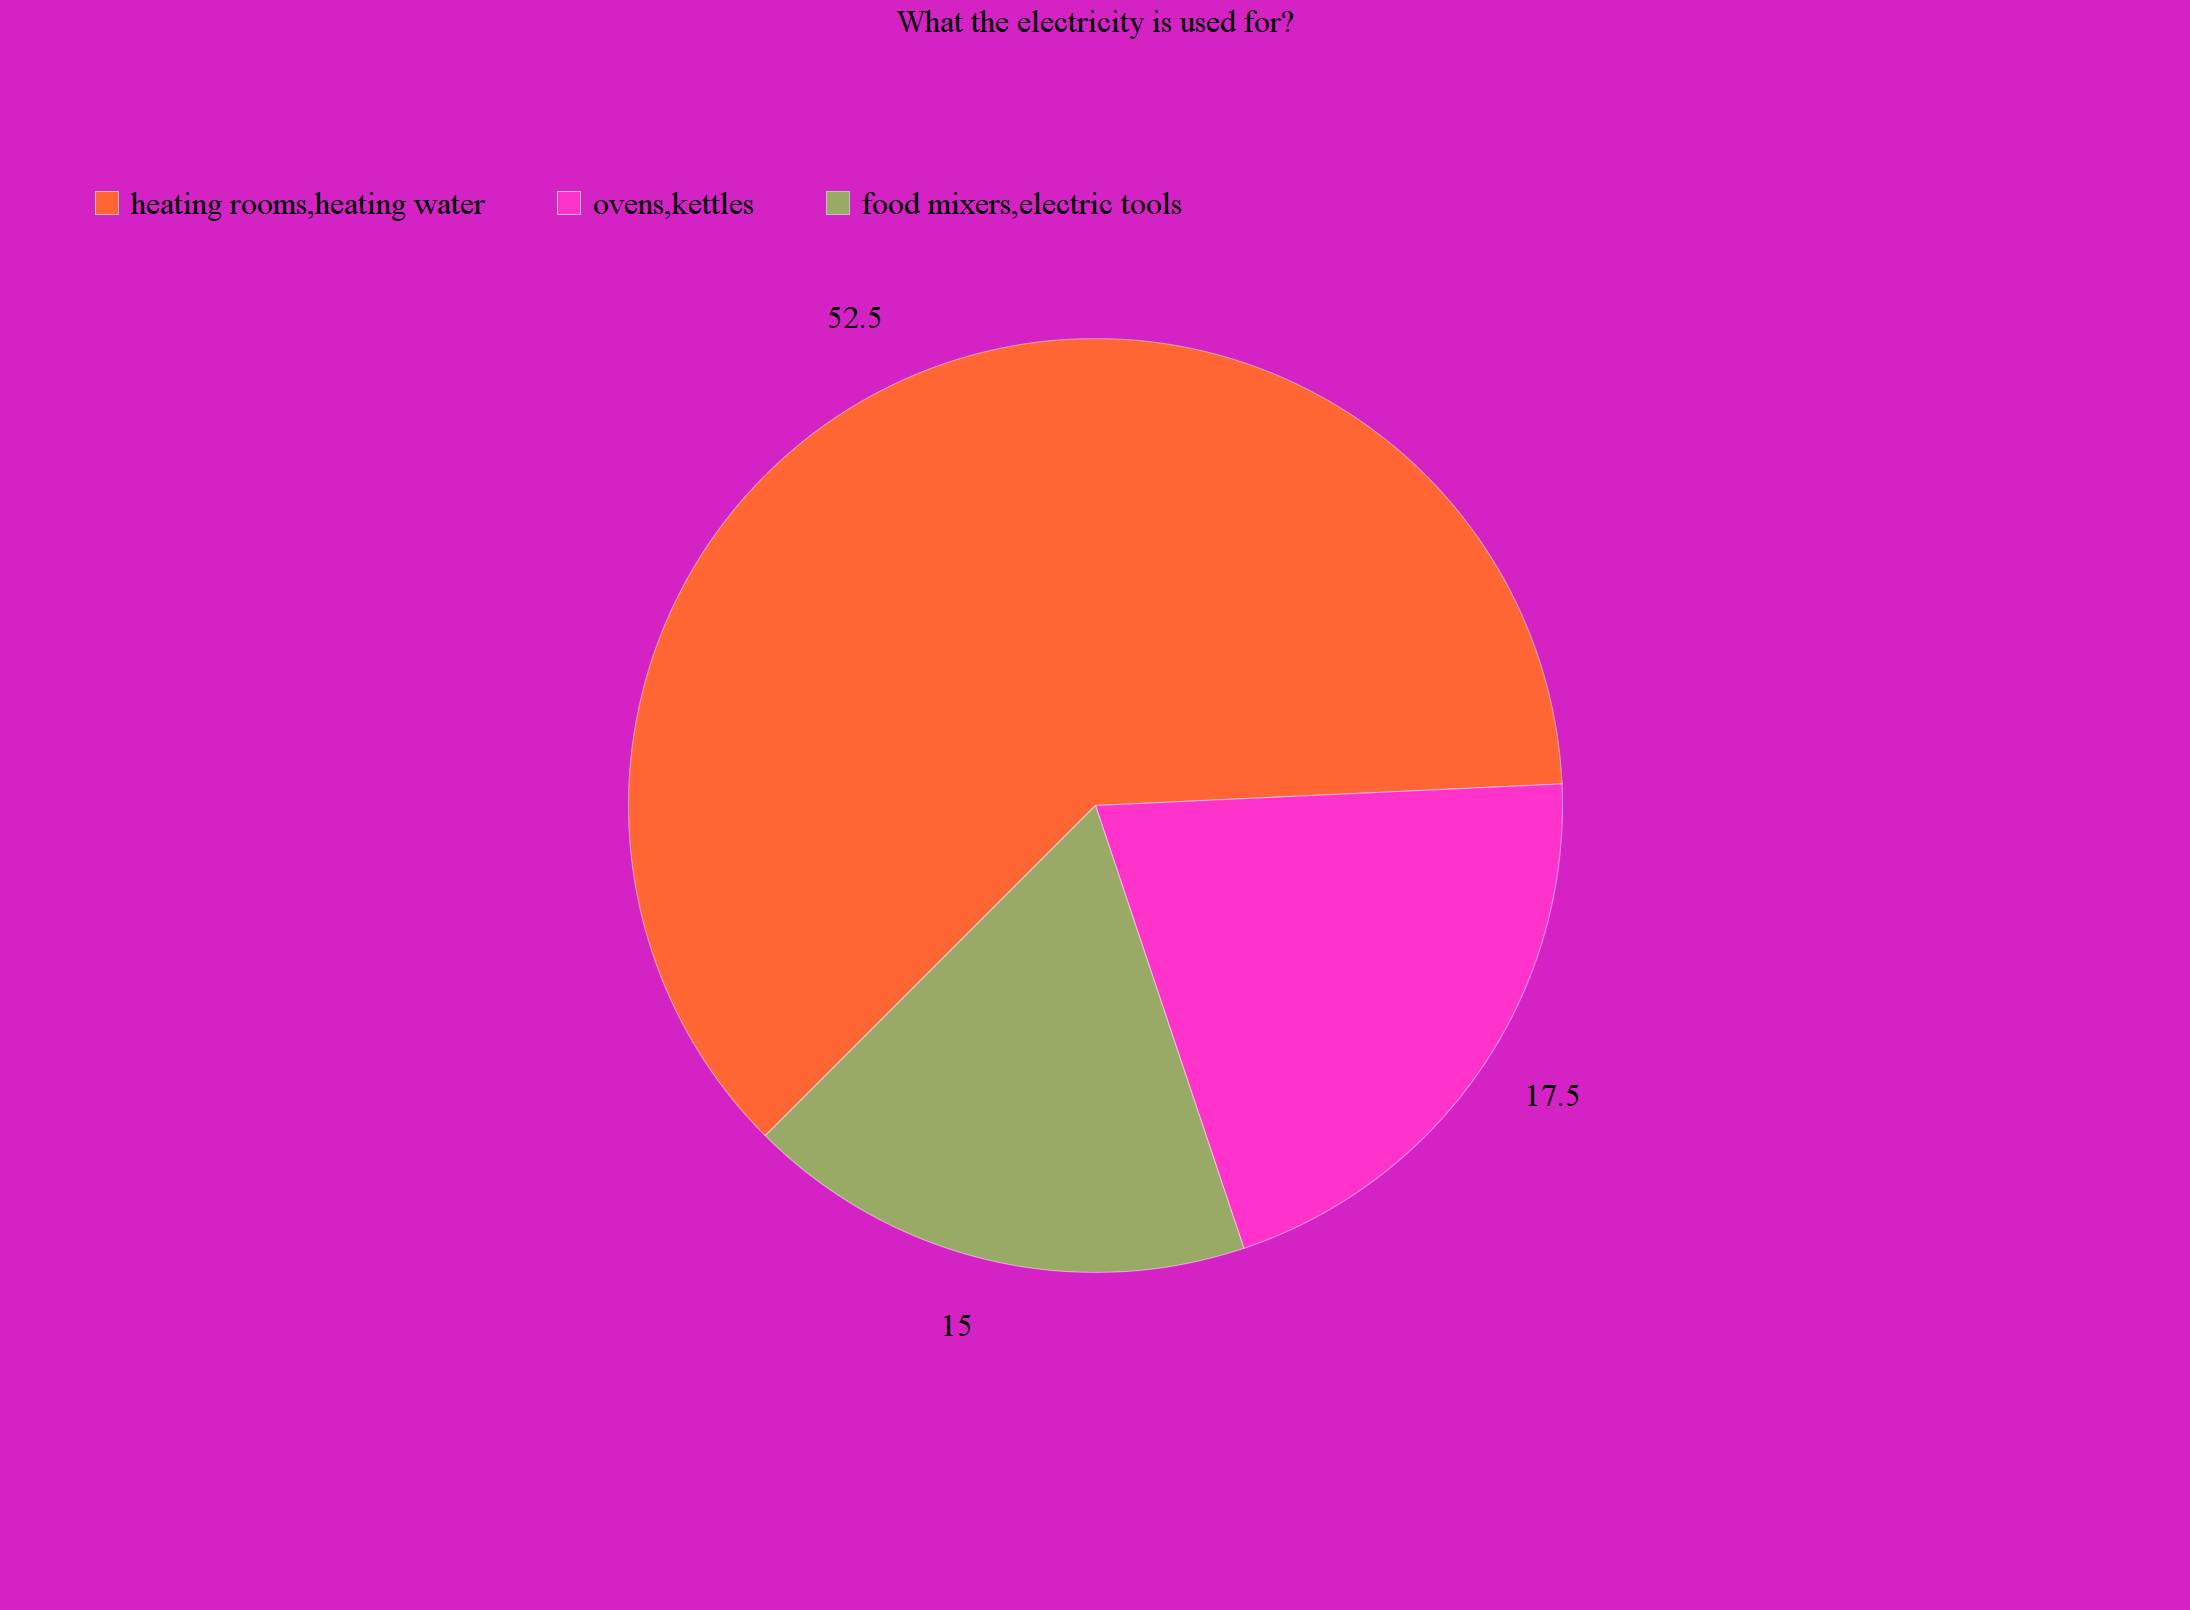 What the electricity is used for?
heating rooms,heating water ovens,kettles food mixers,electric tools
52.5
17.5
15